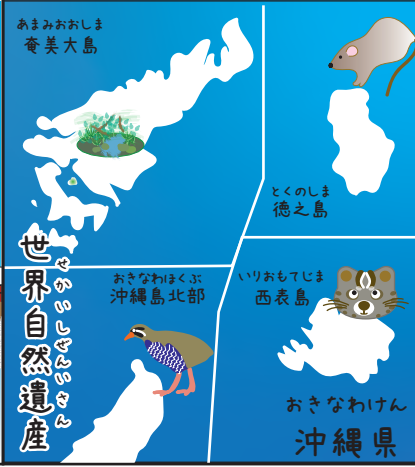 あまみおおしま
奄美大島
とくのしま
徳之島
せかいしぜんいさん
世界自然遺産
おきなわほくぶ
沖縄島北部
いりおもてじま
西表島
おきなわけん
沖縄県